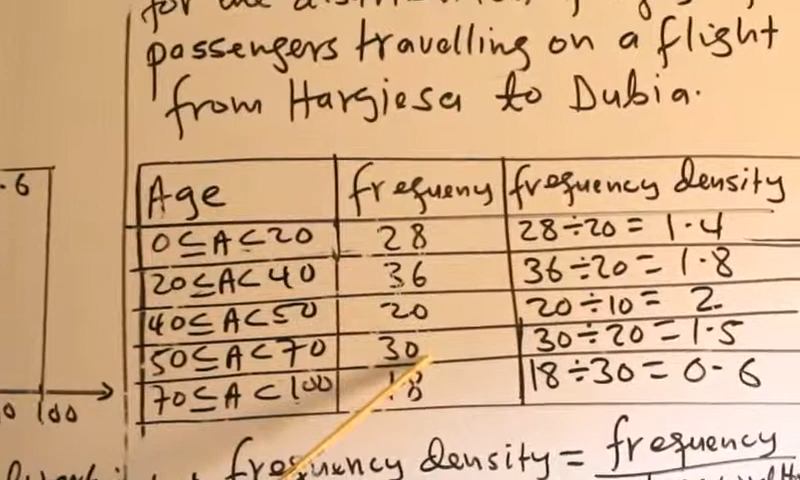 passengers travelling on a flight
from Hargiesa to Dubia.
.6
Age frequeny frequency density
0≤A<20 28 28÷20 = 1.4
20≤A<40 36 36÷20 = 1.8
40≤A<50 20 20÷10 = 2.
50≤A<70 30 30÷20 = 1.5
70≤A<100 18 18÷30 = 0-6
0 100
frequency density = frequency